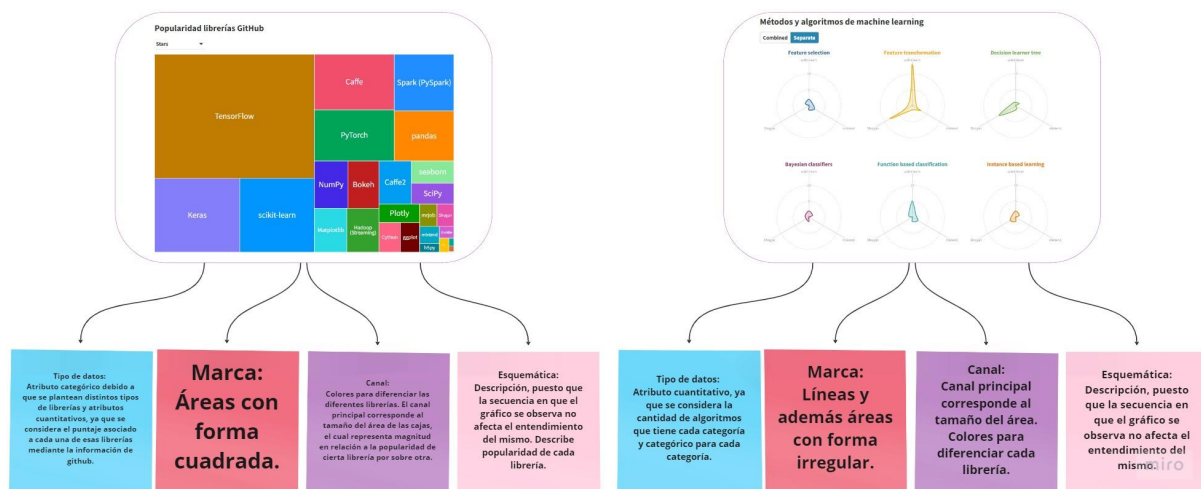 Popularidad librerías GitHub
Stars
TensorFlow
Caffe
Spark (PySpark)
PyTorch
pandas
Keras
scikit-learn
NumPy
Bokeh
Caffe2
seaborn
SciPy
Plotly
Matplotlib
Hadoop
(Streaming)
ggplot
h5py
Métodos y algoritmos de machine learning
Combined
Separate
Feature selection
Feature transformation
Decision learner tree
Bayesian classifiers
Function based classification
Instance based learning
Tipo de datos:
Atributo categórico debido a
que se plantean distintos tipos
de librerías y atributos
cuantitativos, ya que se
considera el puntaje asociado
a cada una de esas librerías
mediante la información de
github.
Marca:
Áreas con
forma
cuadrada.
Canal:
Colores para diferenciar las
diferentes librerías. El canal
principal corresponde al
tamaño del área de las cajas,
el cual representa magnitud
en relación a la popularidad de
cierta librería por sobre otra.
Esquemática:
Descripción, puesto que
la secuencia en que el
gráfico se observa no
afecta el entendimiento
del mismo. Describe
popularidad de cada
librería.
Tipo de datos:
Atributo cuantitativo, ya
que se considera la
cantidad de algoritmos
que tiene cada categoría
y categórico para cada
categoría.
Marca:
Líneas y
además áreas
con forma
irregular.
Canal:
Canal principal
corresponde al
tamaño del área.
Colores para
diferenciar cada
librería.
Esquemática:
Descripción, puesto
que la secuencia en
que el gráfico se
observa no afecta el
entendimiento del
mismo.
miro